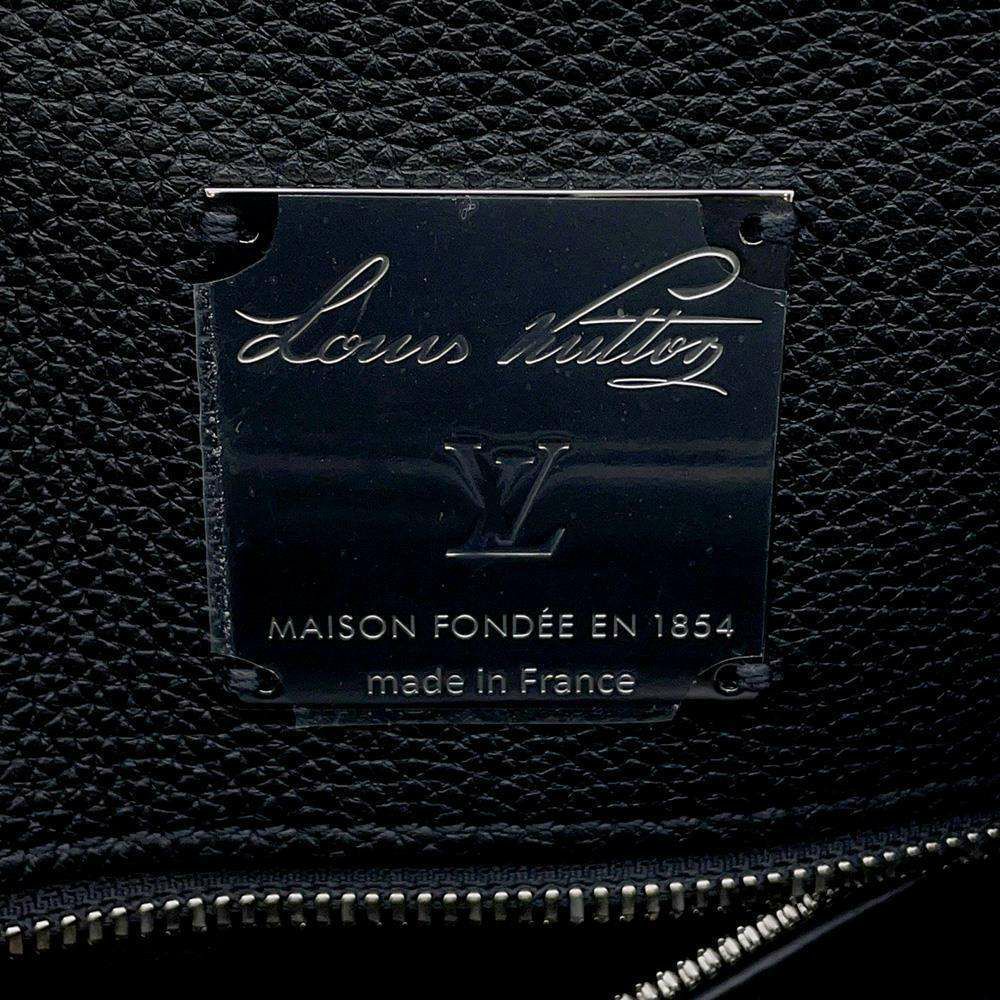 Louis Vuitton
LV
MAISON FONDÉE EN 1854
made in France